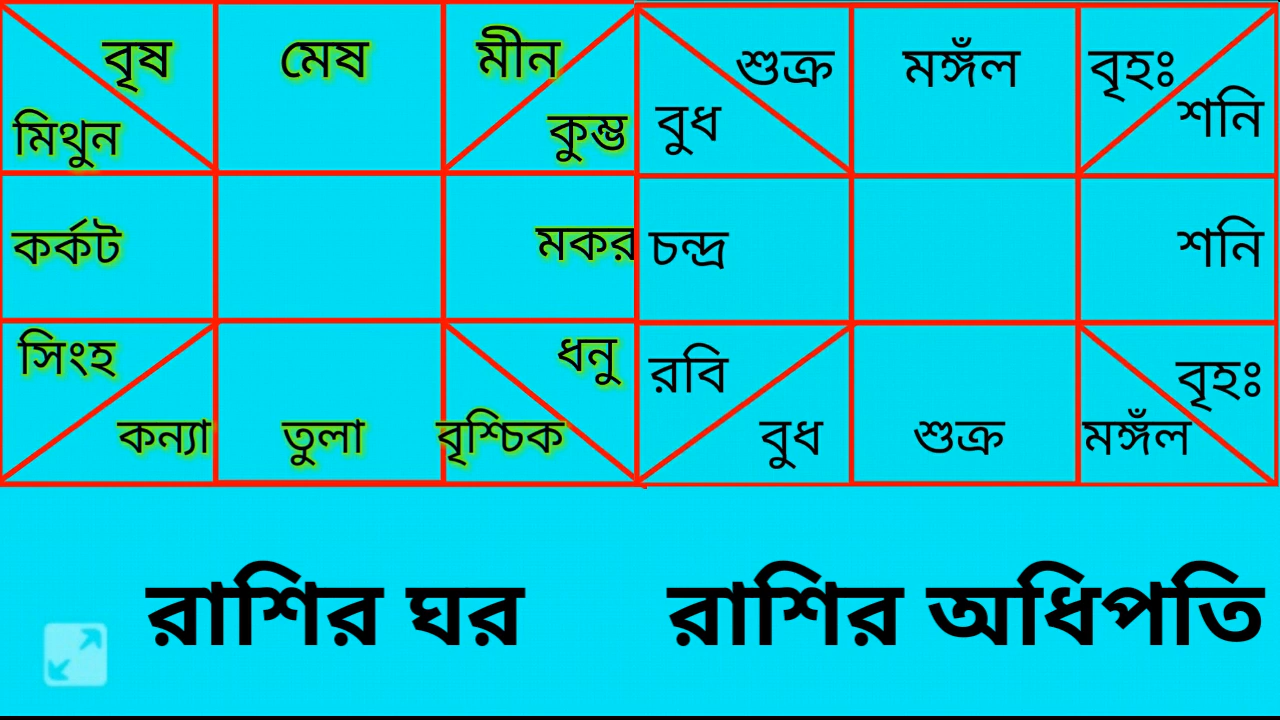 বৃষ মেষ মীন শুক্র মঙ্গঁল বৃহঃ
মিথুন কুম্ভ বুধ শনি
কর্কট মকর চন্দ্র শনি
সিংহ ধনু রবি বৃহঃ
কন্যা তুলা বৃশ্চিক বুধ শুক্র মঙ্গঁল
রাশির ঘর রাশির অধিপতি